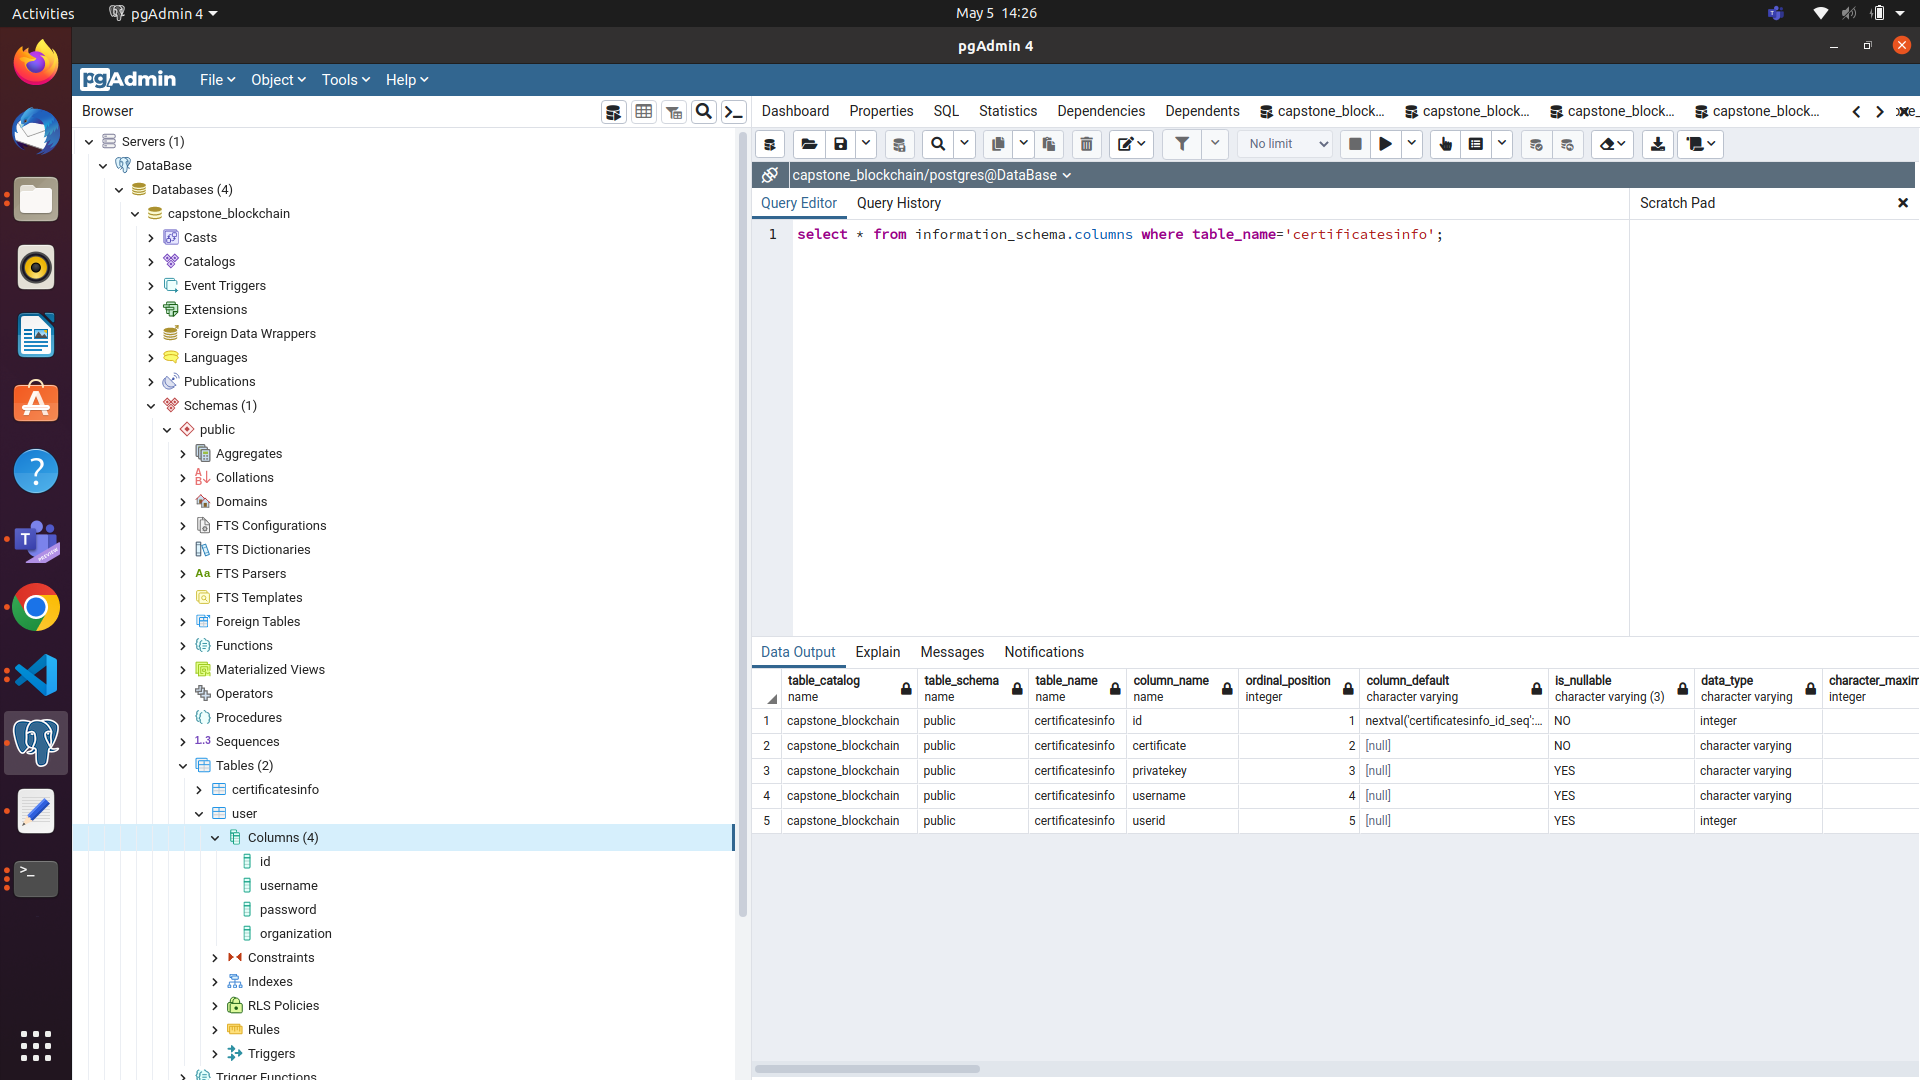 Activities
pgAdmin 4
May 5 14:26
pgAdmin 4
pgAdmin
File
Object
Tools
Help
Browser
Dashboard
Properties
SQL
Statistics
Dependencies
Dependents
capstone_block...
capstone_block...
capstone_block...
capstone_block...
Servers (1)
DataBase
Databases (4)
capstone_blockchain
Casts
Catalogs
Event Triggers
Extensions
Foreign Data Wrappers
Languages
Publications
Schemas (1)
public
Aggregates
Collations
Domains
FTS Configurations
FTS Dictionaries
Aa FTS Parsers
FTS Templates
Foreign Tables
Functions
Materialized Views
Operators
Procedures
1..3 Sequences
Tables (2)
certificatesinfo
user
Columns (4)
id
username
password
organization
Constraints
Indexes
RLS Policies
Rules
Triggers
Trigger Functions
No limit
capstone_blockchain/postgres@DataBase
Query Editor
Query History
Scratch Pad
1 select * from information_schema.columns where table_name='certificatesinfo';
Data Output
Explain
Messages
Notifications
table_catalog table_schema table_name column_name ordinal_position column_default is_nullable data_type character_maxim
name name name name integer character varying character varying (3) character varying integer
1 capstone_blockchain public certificatesinfo id 1 nextval('certificatesinfo_id_seq':... NO integer
2 capstone_blockchain public certificatesinfo certificate 2 [null] NO character varying
3 capstone_blockchain public certificatesinfo privatekey 3 [null] YES character varying
4 capstone_blockchain public certificatesinfo username 4 [null] YES character varying
5 capstone_blockchain public certificatesinfo userid 5 [null] YES integer